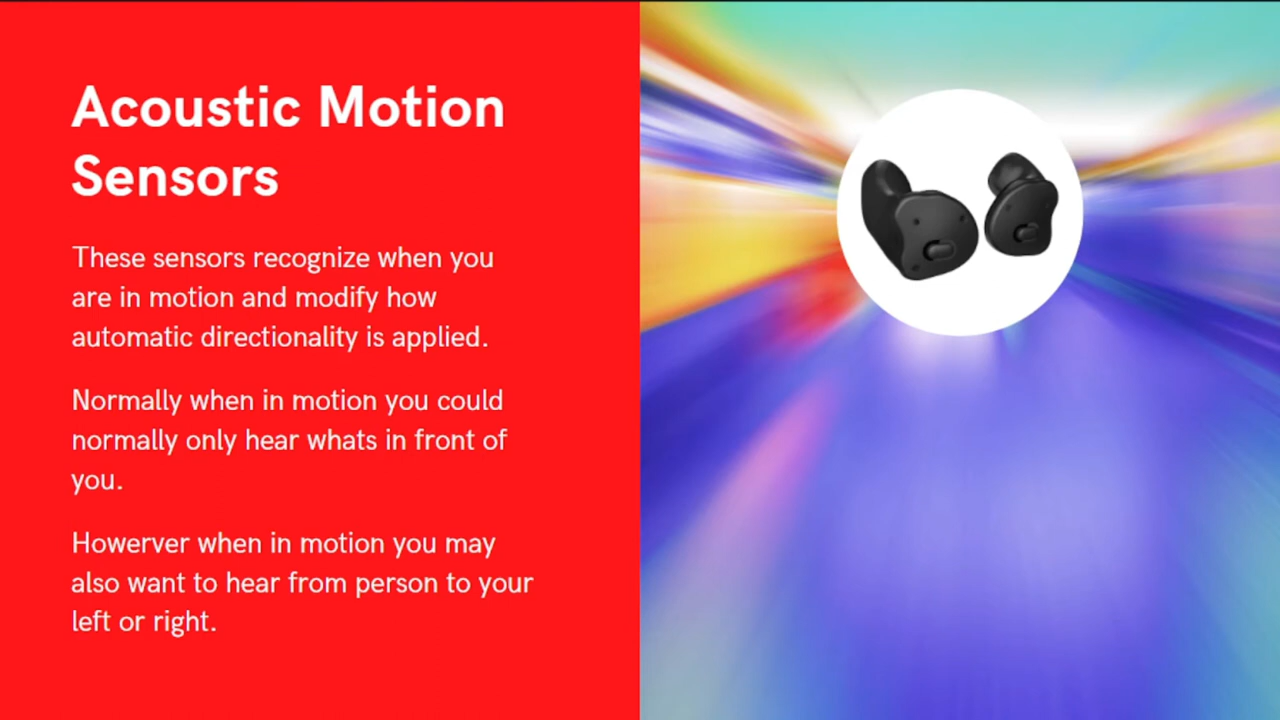 Acoustic Motion
Sensors
These sensors recognize when you
are in motion and modify how
automatic directionality is applied.
Normally when in motion you could
normally only hear whats in front of
you.
Howerver when in motion you may
also want to hear from person to your
left or right.